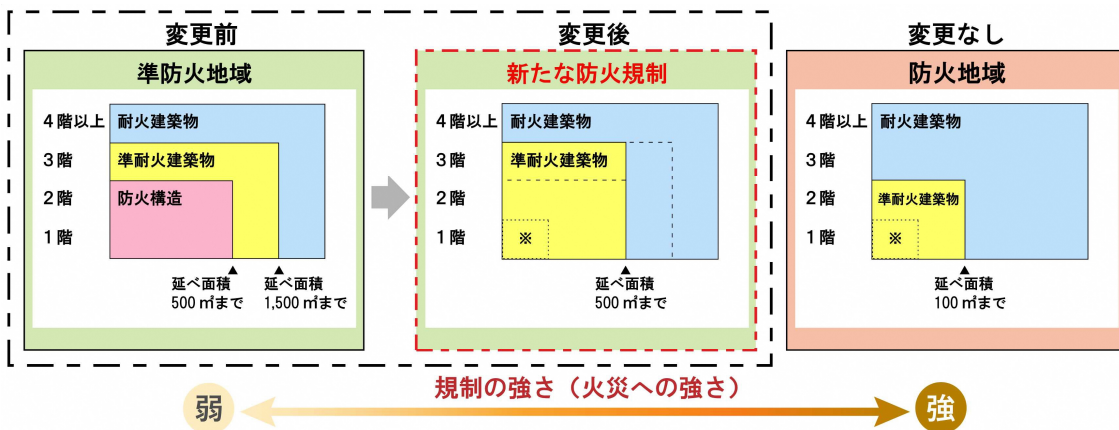 変更前
準防火地域
4階以上
3階
2階
1階
耐火建築物
準耐火建築物
防火構造
▲
延べ面積
500㎡まで
▲
延べ面積
1,500㎡まで
変更後
新たな防火規制
4階以上
3階
2階
1階
耐火建築物
準耐火建築物
※
▲
延べ面積
500㎡まで
変更なし
防火地域
4階以上
3階
2階
1階
耐火建築物
準耐火建築物
※
▲
延べ面積
100㎡まで
規制の強さ（火災への強さ）
弱
強